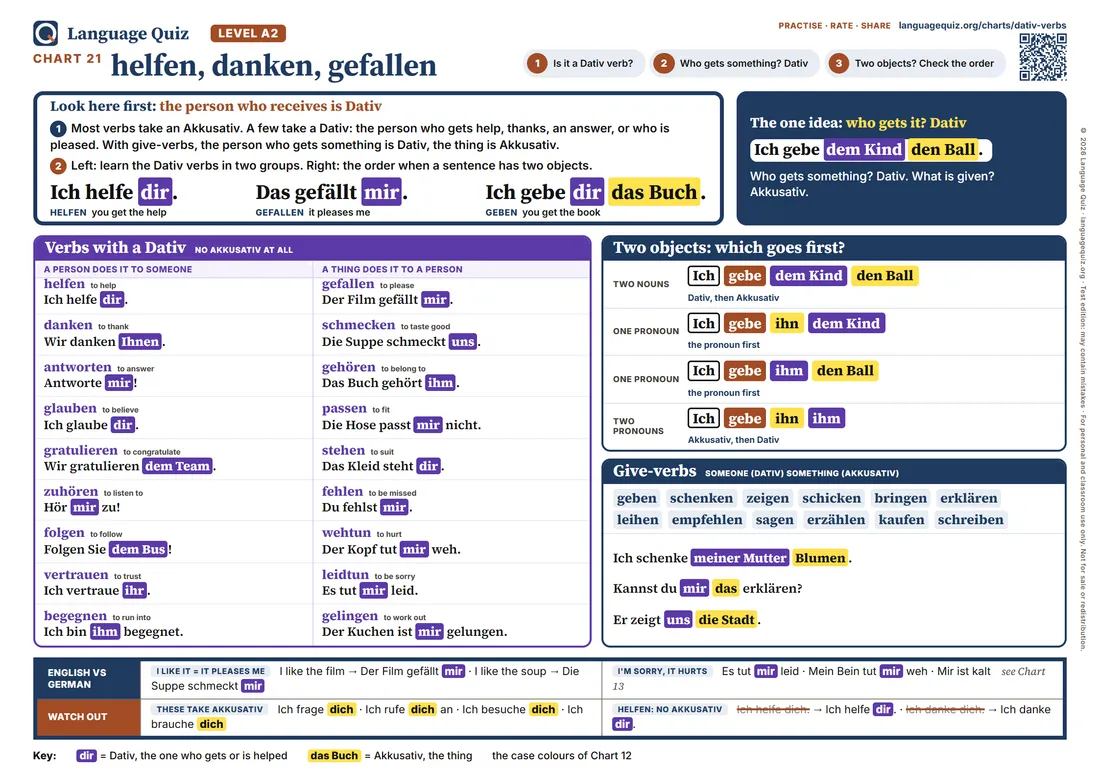 Language Quiz
LEVEL A2
PRACTISE · RATE · SHARE languagequiz.org/charts/dativ-verbs
CHART 21 helfen, danken, gefallen
1 Is it a Dativ verb?
2 Who gets something? Dativ
3 Two objects? Check the order
Look here first: the person who receives is Dativ
1 Most verbs take an Akkusativ. A few take a Dativ: the person who gets help, thanks, an answer, or who is
pleased. With give-verbs, the person who gets something is Dativ, the thing is Akkusativ.
2 Left: learn the Dativ verbs in two groups. Right: the order when a sentence has two objects.
Ich helfe dir.
HELFEN you get the help
Das gefällt mir.
GEFALLEN it pleases me
Ich gebe dir das Buch.
GEBEN you get the book
The one idea: who gets it? Dativ
Ich gebe dem Kind den Ball.
Who gets something? Dativ. What is given?
Akkusativ.
Verbs with a Dativ NO AKKUSATIV AT ALL
A PERSON DOES IT TO SOMEONE
helfen to help
Ich helfe dir.
danken to thank
Wir danken Ihnen.
antworten to answer
Antworte mir!
glauben to believe
Ich glaube dir.
gratulieren to congratulate
Wir gratulieren dem Team.
zuhören to listen to
Hör mir zu!
folgen to follow
Folgen Sie dem Bus!
vertrauen to trust
Ich vertraue ihr.
begegnen to run into
Ich bin ihm begegnet.
A THING DOES IT TO A PERSON
gefallen to please
Der Film gefällt mir.
schmecken to taste good
Die Suppe schmeckt uns.
gehören to belong to
Das Buch gehört ihm.
passen to fit
Die Hose passt mir nicht.
stehen to suit
Das Kleid steht dir.
fehlen to be missed
Du fehlst mir.
wehtun to hurt
Der Kopf tut mir weh.
leidtun to be sorry
Es tut mir leid.
gelingen to work out
Der Kuchen ist mir gelungen.
Two objects: which goes first?
TWO NOUNS Ich gebe dem Kind den Ball
Dativ, then Akkusativ
ONE PRONOUN Ich gebe ihn dem Kind
the pronoun first
ONE PRONOUN Ich gebe ihm den Ball
the pronoun first
TWO
PRONOUNS
Ich gebe ihn ihm
Akkusativ, then Dativ
Give-verbs SOMEONE (DATIV) SOMETHING (AKKUSATIV)
geben schenken zeigen schicken bringen erklären
leihen empfehlen sagen erzählen kaufen schreiben
Ich schenke meiner Mutter Blumen.
Kannst du mir das erklären?
Er zeigt uns die Stadt.
ENGLISH VS
GERMAN
I LIKE IT = IT PLEASES ME I like the film → Der Film gefällt mir · I like the soup → Die
Suppe schmeckt mir
I'M SORRY, IT HURTS Es tut mir leid · Mein Bein tut mir weh · Mir ist kalt see Chart
13
WATCH OUT
THESE TAKE AKKUSATIV Ich frage dich · Ich rufe dich an · Ich besuche dich · Ich
brauche dich
HELFEN: NO AKKUSATIV Ich helfe dich. → Ich helfe dir. · Ich danke dich. → Ich danke
dir.
Key: dir = Dativ, the one who gets or is helped das Buch = Akkusativ, the thing the case colours of Chart 12
© 2026 Language Quiz · languagequiz.org · Test edition: may contain mistakes · For personal and classroom use only. Not for sale or redistribution.